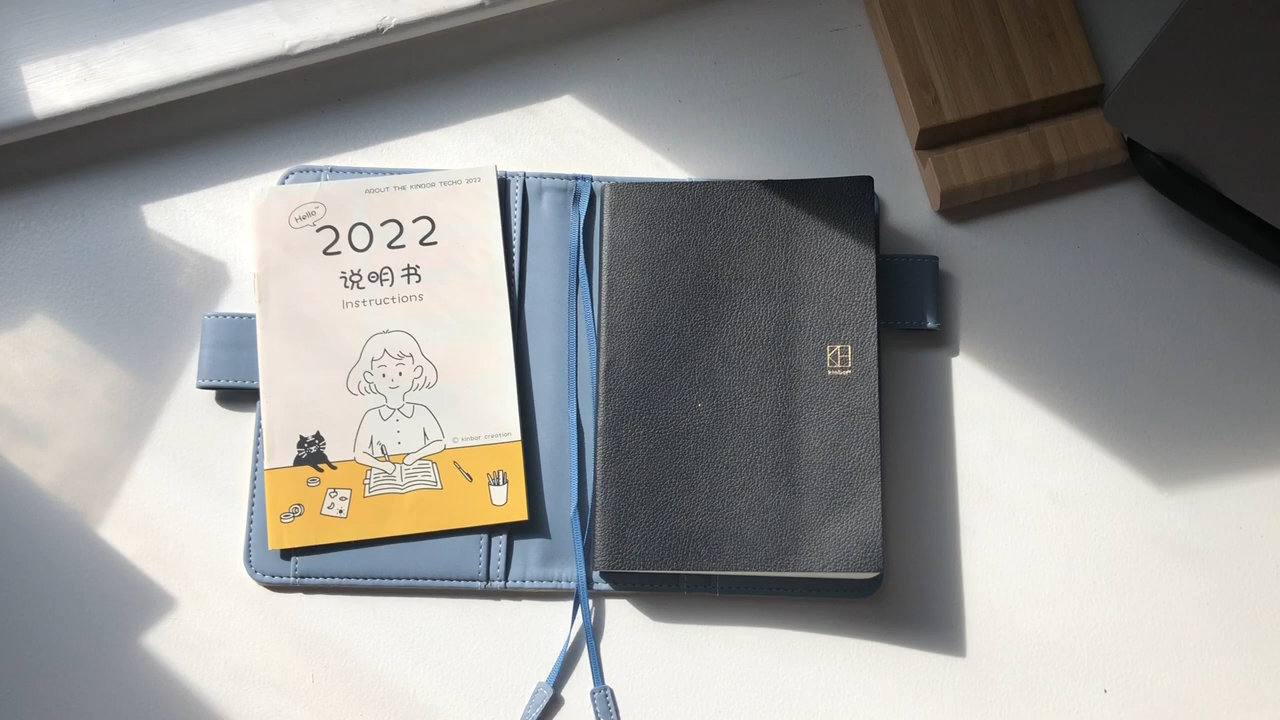 ABOUT THE KINBOR TECHO 2022
Hello~
2022
说明书
Instructions
© kinbor creation
kinbor